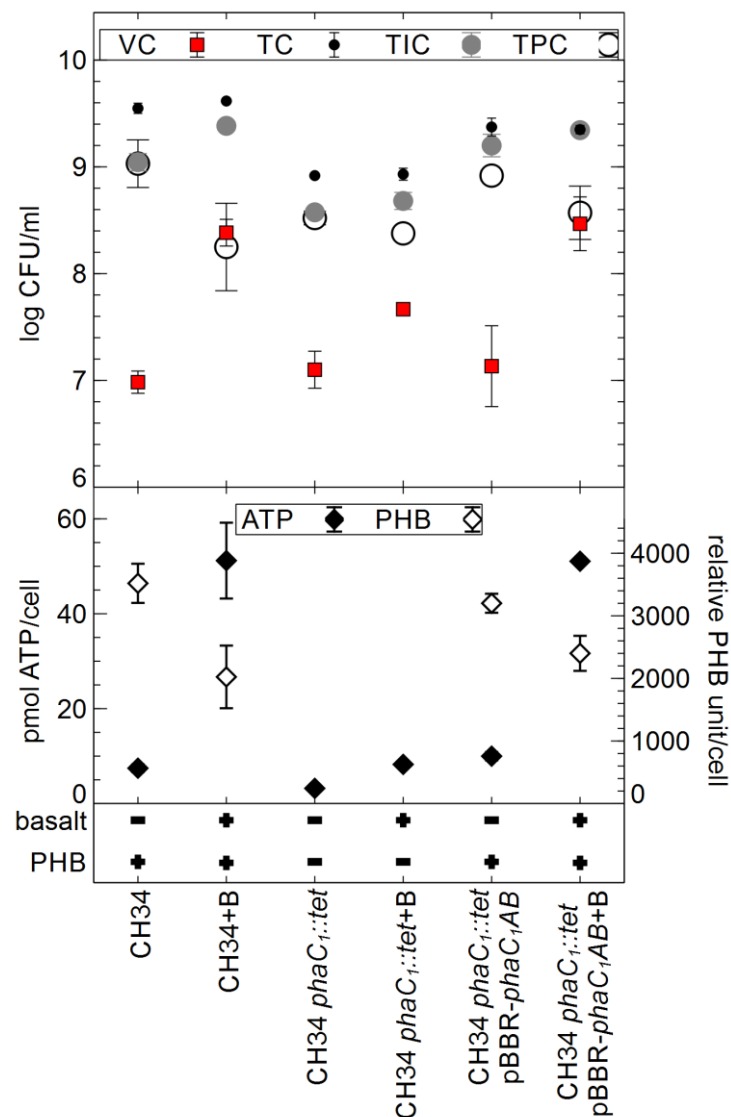 VC TC TIC TPC
10
9
8
7
6
log CFU/ml
ATP PHB
60
40
20
0
pmol ATP/cell
4000
3000
2000
1000
0
relative PHB
unit/cell
basalt
PHB
CH34
CH34+B
CH34 phaC₁::tet
CH34 phaC₁::tet+B
CH34 phaC₁::tet
pBBR-phaC₁AB
CH34 phaC₁::tet
pBBR-phaC₁AB+B